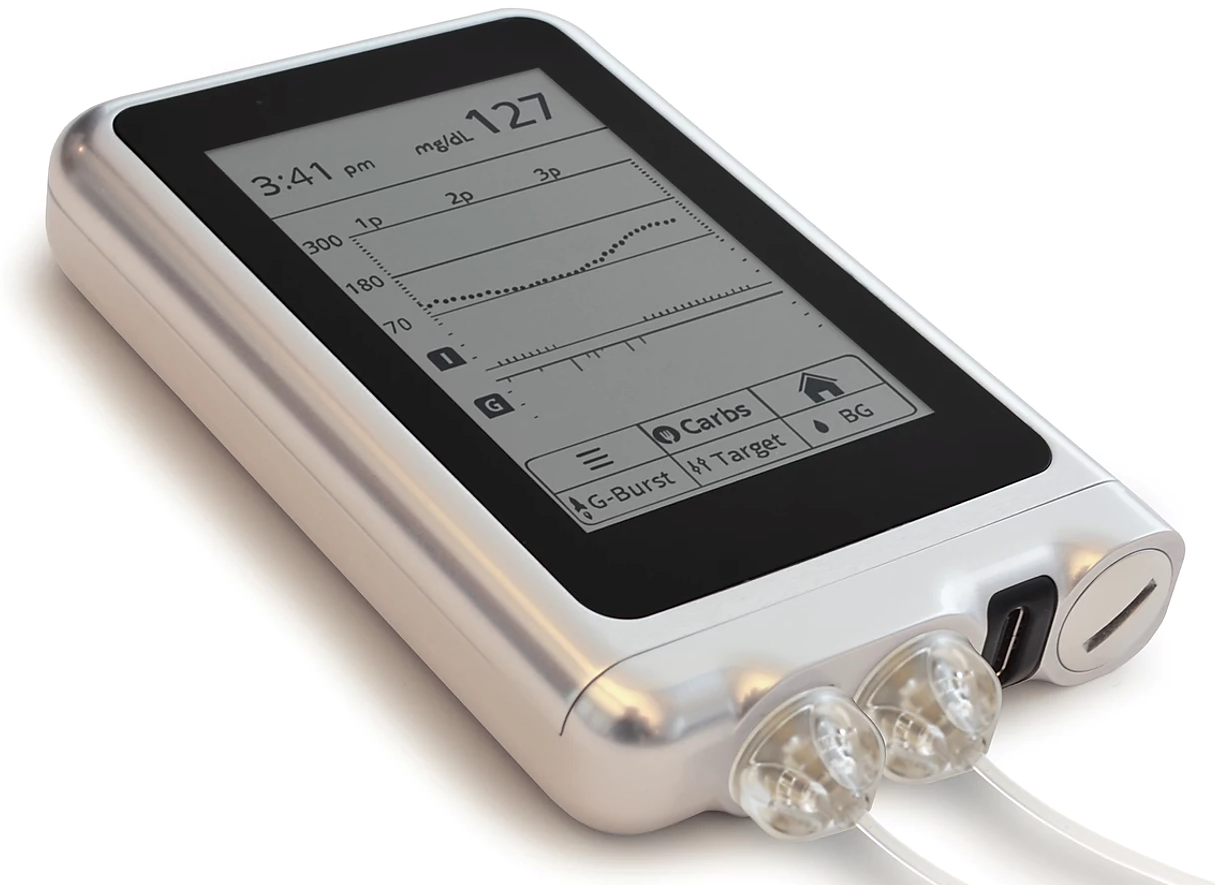 3:41 pm mg/dL 127
1p 2p 3p
300
180
70
I
G
Carbs
G-Burst Target BG